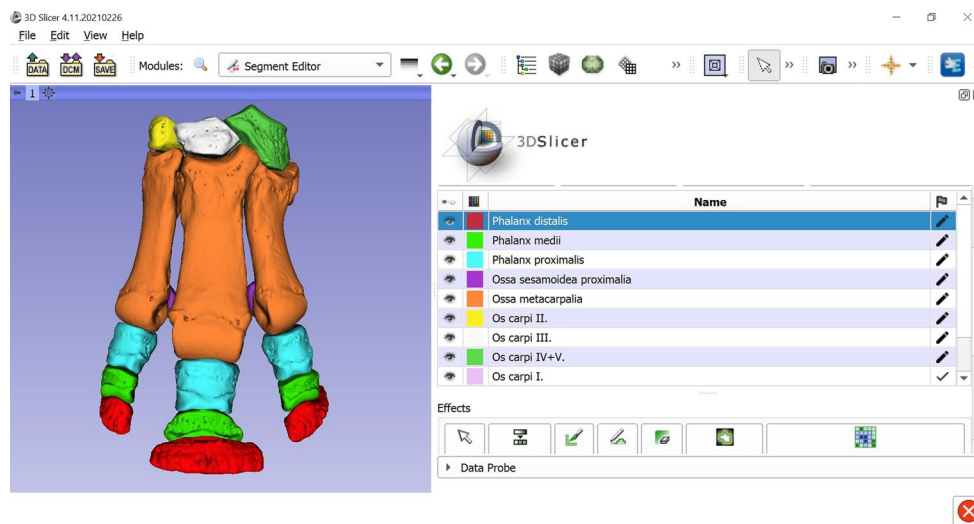 3D Slicer 4.11.20210226
File Edit View Help
DATA DCM SAVE Modules: Segment Editor
1
3DSlicer
Name
Phalanx distalis
Phalanx medii
Phalanx proximalis
Ossa sesamoidea proximalia
Ossa metacarpalia
Os carpi II.
Os carpi III.
Os carpi IV+V.
Os carpi I.
Effects
Data Probe